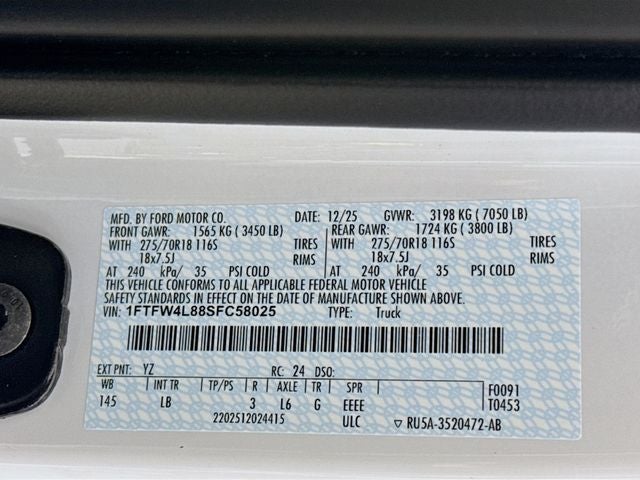 MFD. BY FORD MOTOR CO. DATE: 12/25 GVWR: 3198 KG ( 7050 LB)
FRONT GAWR: 1565 KG ( 3450 LB) REAR GAWR: 1724 KG ( 3800 LB)
WITH 275/70R18 116S TIRES WITH 275/70R18 116S TIRES
18x7.5J RIMS 18x7.5J RIMS
AT 240 kPa/ 35 PSI COLD AT 240 kPa/ 35 PSI COLD
THIS VEHICLE CONFORMS TO ALL APPLICABLE FEDERAL MOTOR VEHICLE
SAFETY STANDARDS IN EFFECT ON THE DATE OF MANUFACTURE SHOWN ABOVE.
VIN: 1FTFW4L88SFC58025 TYPE: Truck
EXT PNT: YZ RC: 24 DSO:
WB INT TR TP/PS R AXLE TR SPR F0091
145 LB 3 L6 G EEEE T0453
2202512024415 ULC RU5A-3520472-AB